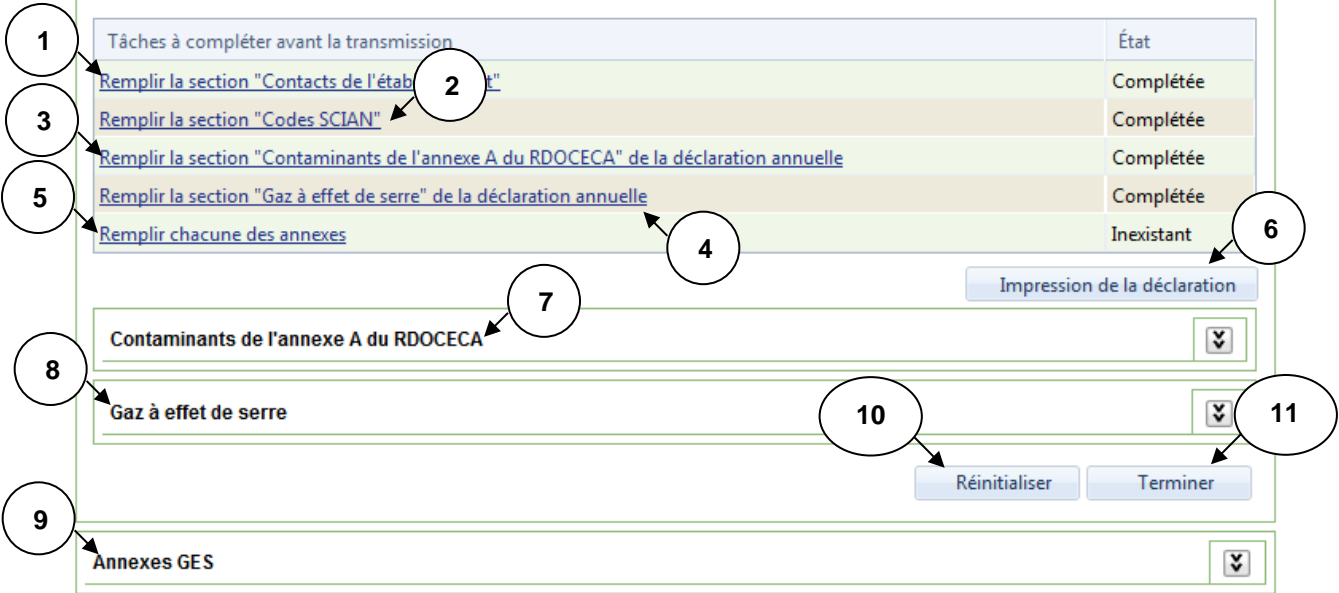 1
Tâches à compléter avant la transmission
État
Remplir la section "Contacts de l'étab t"
Complétée
2
Remplir la section "Codes SCIAN"
Complétée
3
Remplir la section "Contaminants de l'annexe A du RDOCECA" de la déclaration annuelle
Complétée
5
Remplir la section "Gaz à effet de serre" de la déclaration annuelle
Complétée
4
6
Remplir chacune des annexes
Inexistant
Impression de la déclaration
7
Contaminants de l'annexe A du RDOCECA
8
Gaz à effet de serre
10
11
Réinitialiser
Terminer
9
Annexes GES